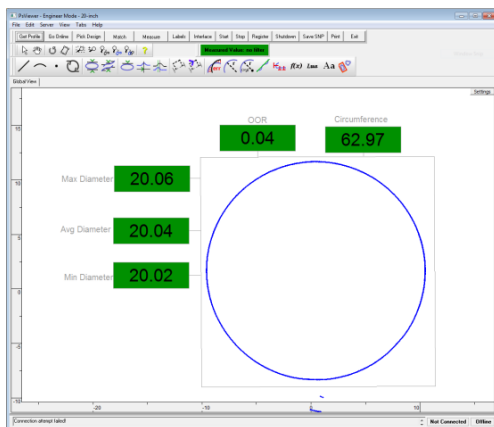 ProViewer - Engineer Mode - 20-inch
File Edit Server View Tabs Help
Get Profile Go Online Pick Design Match Measure Labels Interface Start Stop Register Shutdown Save SNP Print Exit
Measured Value: no filter
f(x) Aa
Global View
Settings
OOR Circumference
0.04 62.97
Max Diameter 20.06
Avg Diameter 20.04
Min Diameter 20.02
15
10
5
0
-5
-10
-20 -10 0 10
Connection attempt failed! Not Connected Offline